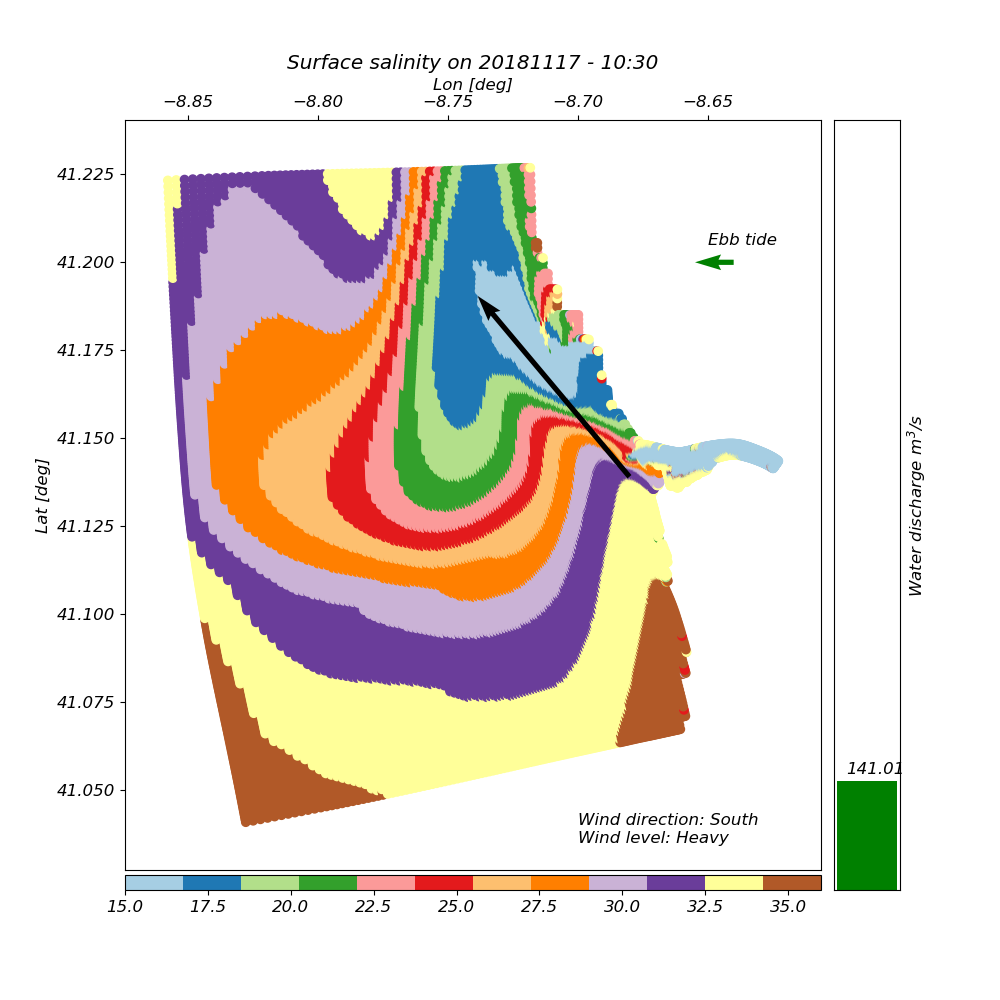 Surface salinity on 20181117 - 10:30
Lon [deg]
−8.85 −8.80 −8.75 −8.70 −8.65
41.225
41.200
41.175
41.150
41.125
41.100
41.075
41.050
Lat [deg]
Ebb tide
Wind direction: South
Wind level: Heavy
15.0 17.5 20.0 22.5 25.0 27.5 30.0 32.5 35.0
141.01
Water discharge m³/s